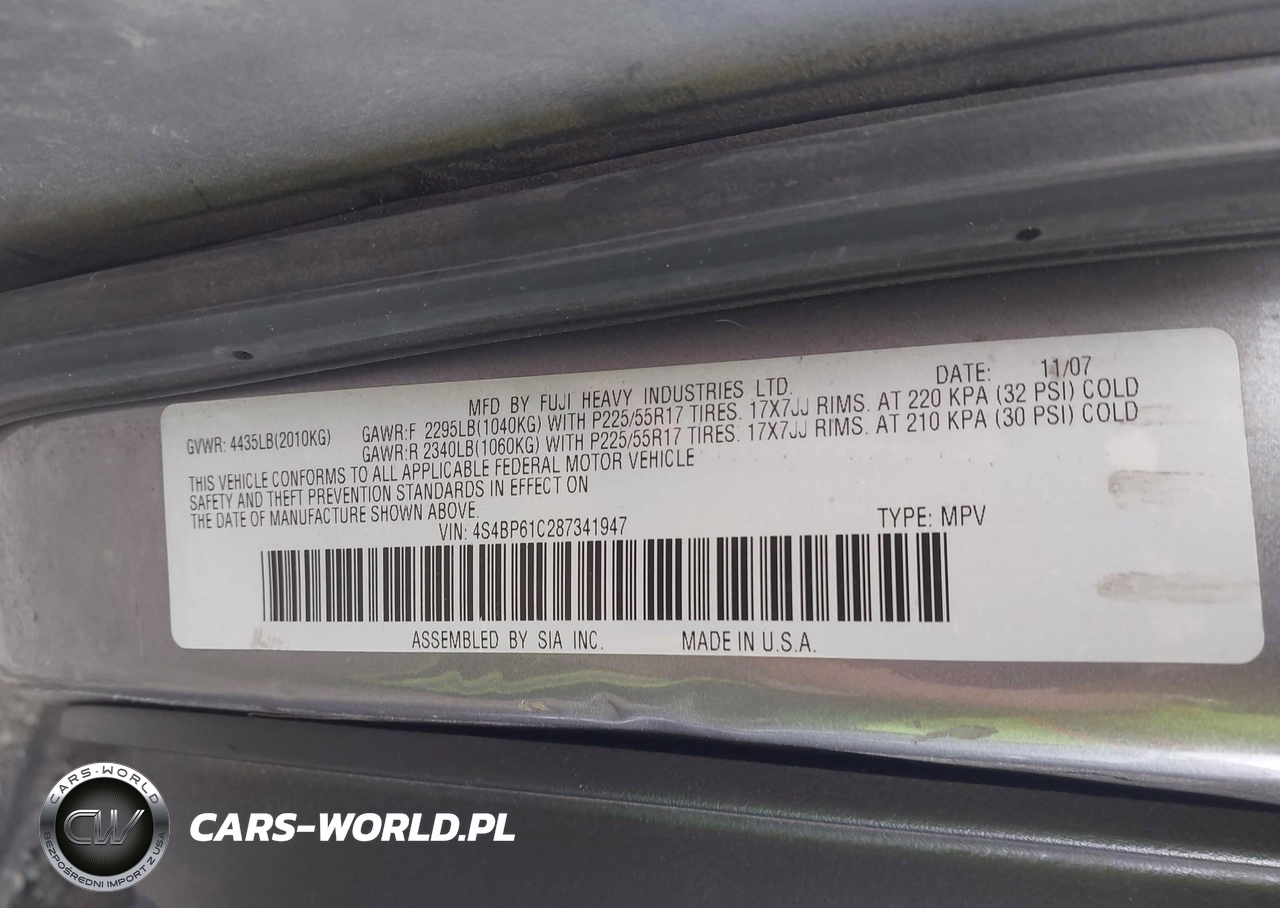 MFD BY FUJI HEAVY INDUSTRIES LTD. DATE: 11/07
GVWR: 4435LB(2010KG) GAWR:F 2295LB(1040KG) WITH P225/55R17 TIRES. 17X7JJ RIMS. AT 220 KPA (32 PSI) COLD
GAWR:R 2340LB(1060KG) WITH P225/55R17 TIRES. 17X7JJ RIMS. AT 210 KPA (30 PSI) COLD
THIS VEHICLE CONFORMS TO ALL APPLICABLE FEDERAL MOTOR VEHICLE
SAFETY AND THEFT PREVENTION STANDARDS IN EFFECT ON
THE DATE OF MANUFACTURE SHOWN ABOVE.
VIN: 4S4BP61C287341947 TYPE: MPV
ASSEMBLED BY SIA INC. MADE IN U.S.A.
CARS-WORLD
CW
BEZPOŚREDNI IMPORT Z USA
CARS-WORLD.PL